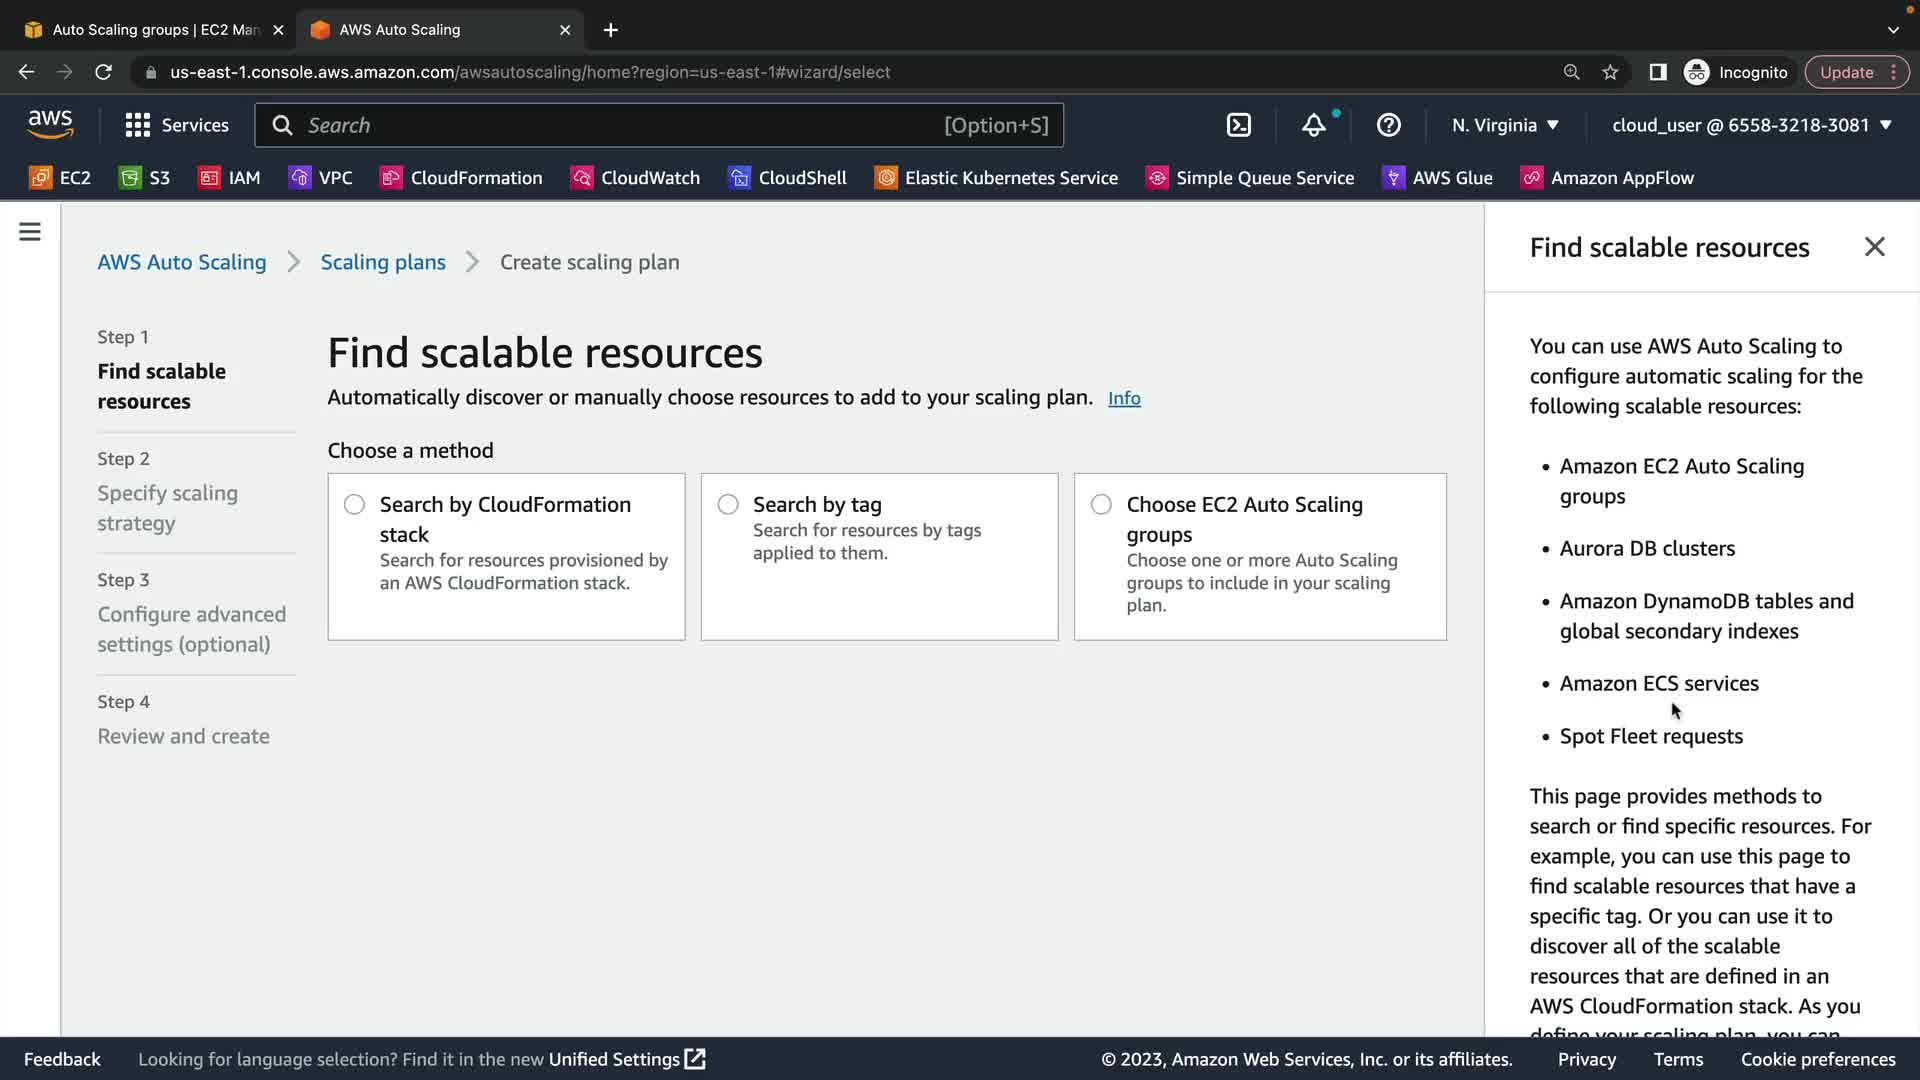 Auto Scaling groups | EC2 Man
AWS Auto Scaling
us-east-1.console.aws.amazon.com/awsautoscaling/home?region=us-east-1#wizard/select
Incognito
Update
aws
Services
Search
[Option+S]
N. Virginia
cloud_user @ 6558-3218-3081
EC2
S3
IAM
VPC
CloudFormation
CloudWatch
CloudShell
Elastic Kubernetes Service
Simple Queue Service
AWS Glue
Amazon AppFlow
AWS Auto Scaling
Scaling plans
Create scaling plan
Step 1
Find scalable
resources
Step 2
Specify scaling
strategy
Step 3
Configure advanced
settings (optional)
Step 4
Review and create
Find scalable resources
Automatically discover or manually choose resources to add to your scaling plan. Info
Choose a method
Search by CloudFormation
stack
Search for resources provisioned by
an AWS CloudFormation stack.
Search by tag
Search for resources by tags
applied to them.
Choose EC2 Auto Scaling
groups
Choose one or more Auto Scaling
groups to include in your scaling
plan.
Find scalable resources
You can use AWS Auto Scaling to
configure automatic scaling for the
following scalable resources:
• Amazon EC2 Auto Scaling
groups
• Aurora DB clusters
• Amazon DynamoDB tables and
global secondary indexes
• Amazon ECS services
• Spot Fleet requests
This page provides methods to
search or find specific resources. For
example, you can use this page to
find scalable resources that have a
specific tag. Or you can use it to
discover all of the scalable
resources that are defined in an
AWS CloudFormation stack. As you
define your scaling plan, you can
Feedback
Looking for language selection? Find it in the new Unified Settings
© 2023, Amazon Web Services, Inc. or its affiliates.
Privacy
Terms
Cookie preferences